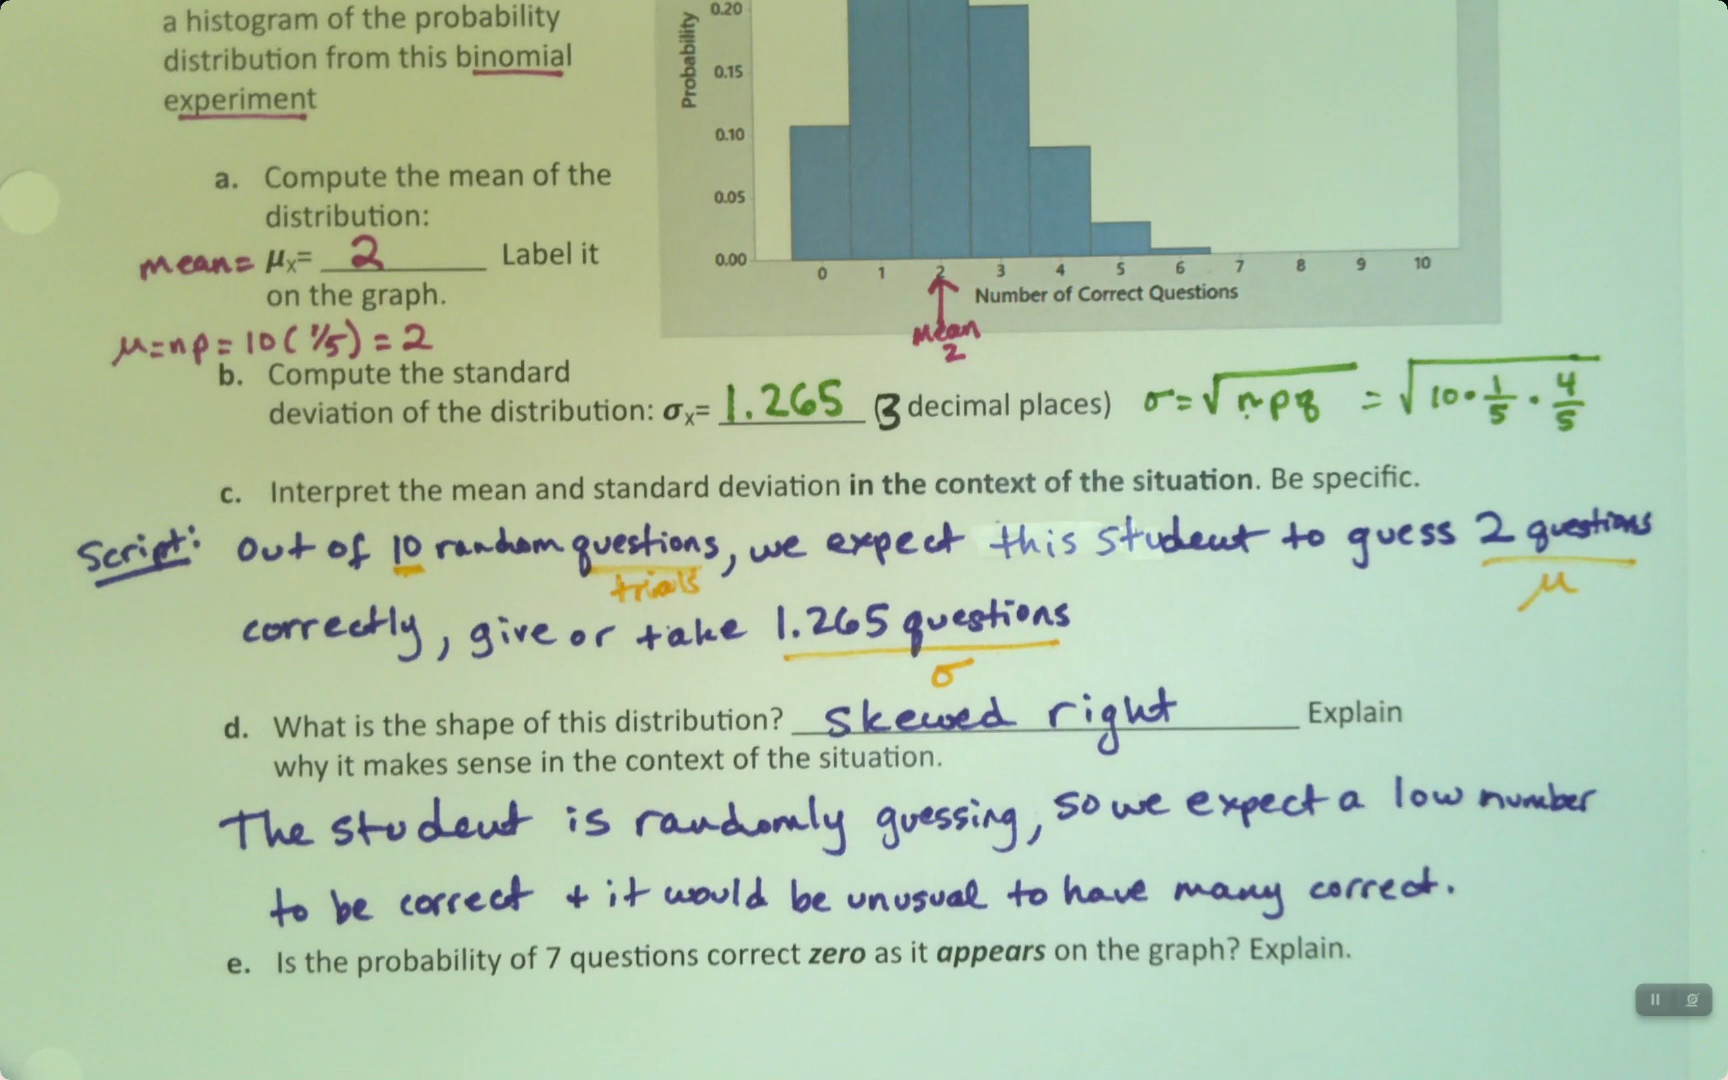 a histogram of the probability
distribution from this binomial
experiment
Probability
0.20
0.15
0.10
0.05
0.00
0 1 2 3 4 5 6 7 8 9 10
Number of Correct Questions
Mean
2
a. Compute the mean of the
distribution:
mean= μx= 2 Label it
on the graph.
μ=np=10(1/5)=2
b. Compute the standard
deviation of the distribution: σx= 1.265 (3 decimal places) σ=√npq = √10·1/5·4/5
c. Interpret the mean and standard deviation in the context of the situation. Be specific.
Script: Out of 10 random questions, we expect this student to guess 2 questions
trials μ
correctly, give or take 1.265 questions
σ
d. What is the shape of this distribution? skewed right Explain
why it makes sense in the context of the situation.
The student is randomly guessing, so we expect a low number
to be correct + it would be unusual to have many correct.
e. Is the probability of 7 questions correct zero as it appears on the graph? Explain.